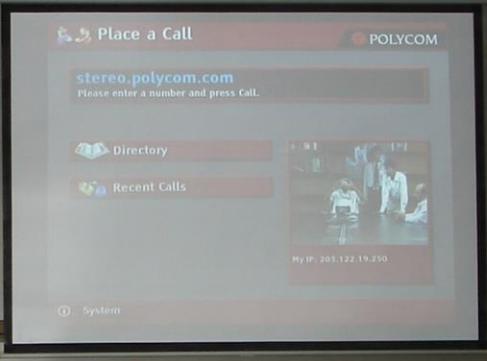 Place a Call
POLYCOM
stereo.polycom.com
Please enter a number and press Call.
Directory
Recent Calls
My IP: 203.122.19.250
System